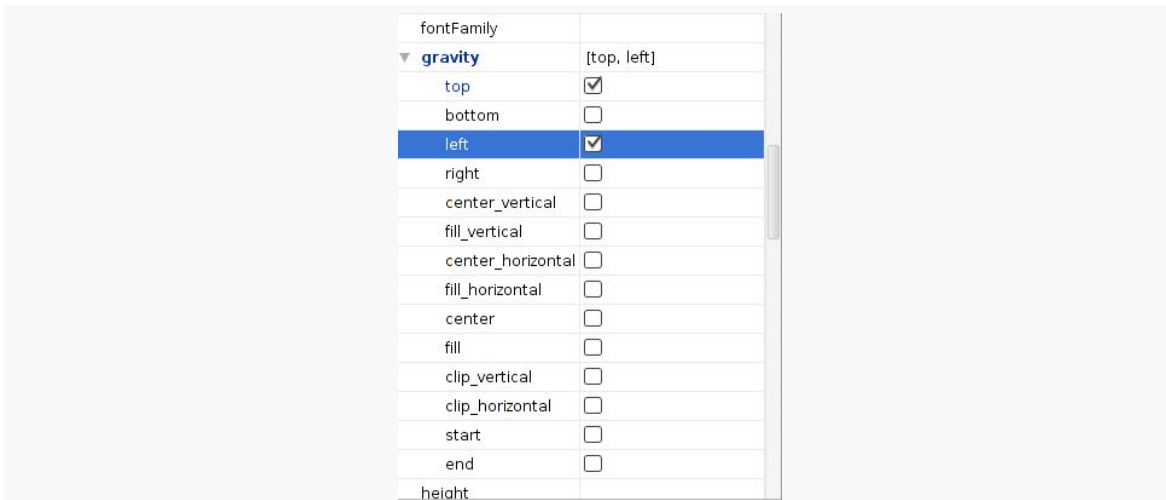 fontFamily
gravity [top, left]
top
bottom
left
right
center_vertical
fill_vertical
center_horizontal
fill_horizontal
center
fill
clip_vertical
clip_horizontal
start
end
height